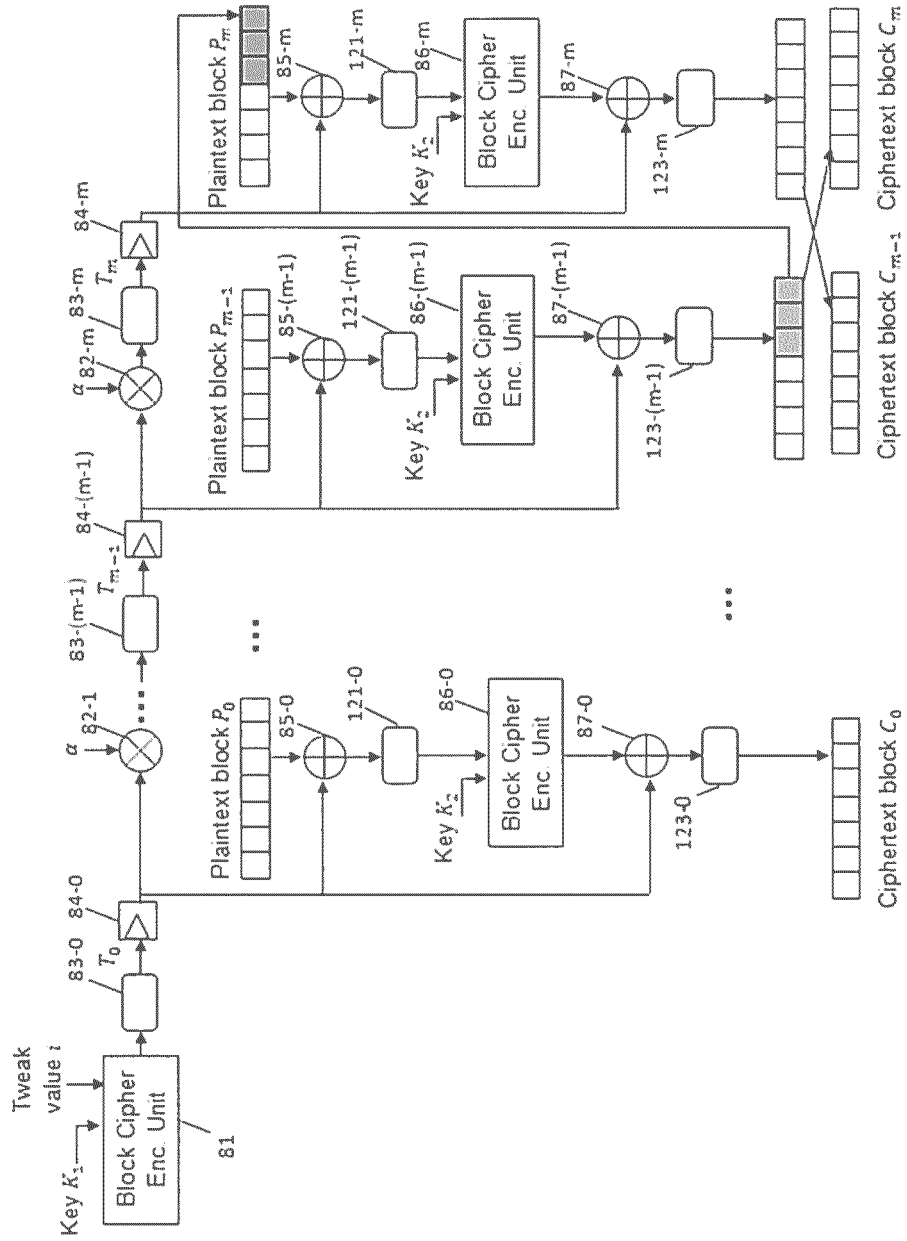 Tweak
value i
Key K₁
Block Cipher
Enc. Unit
81
83-0
T₀
84-0
α
82-1
83-(m-1)
Tₘ₋₁
84-(m-1)
α
82-m
83-m
Tₘ
84-m
Plaintext block P₀
85-0
121-0
Key K₂
86-0
Block Cipher
Enc. Unit
87-0
123-0
Ciphertext block C₀
Plaintext block Pₘ₋₁
85-(m-1)
121-(m-1)
Key K₂
86-(m-1)
Block Cipher
Enc. Unit
87-(m-1)
123-(m-1)
Ciphertext block Cₘ₋₁
Plaintext block Pₘ
85-m
121-m
Key K₂
86-m
Block Cipher
Enc. Unit
87-m
123-m
Ciphertext block Cₘ